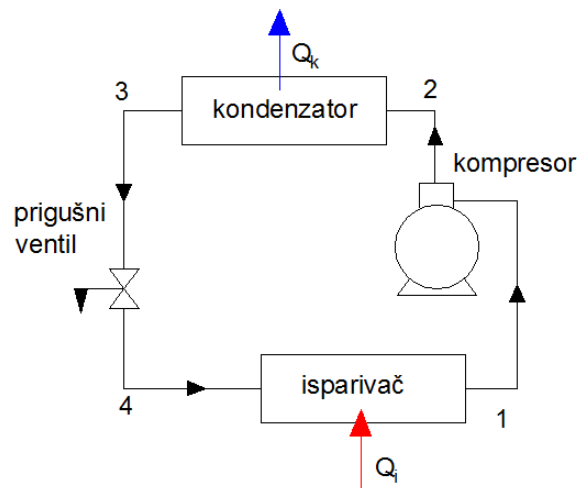 Qk
3
kondenzator
2
kompresor
prigušni
ventil
isparivač
4
1
Qi